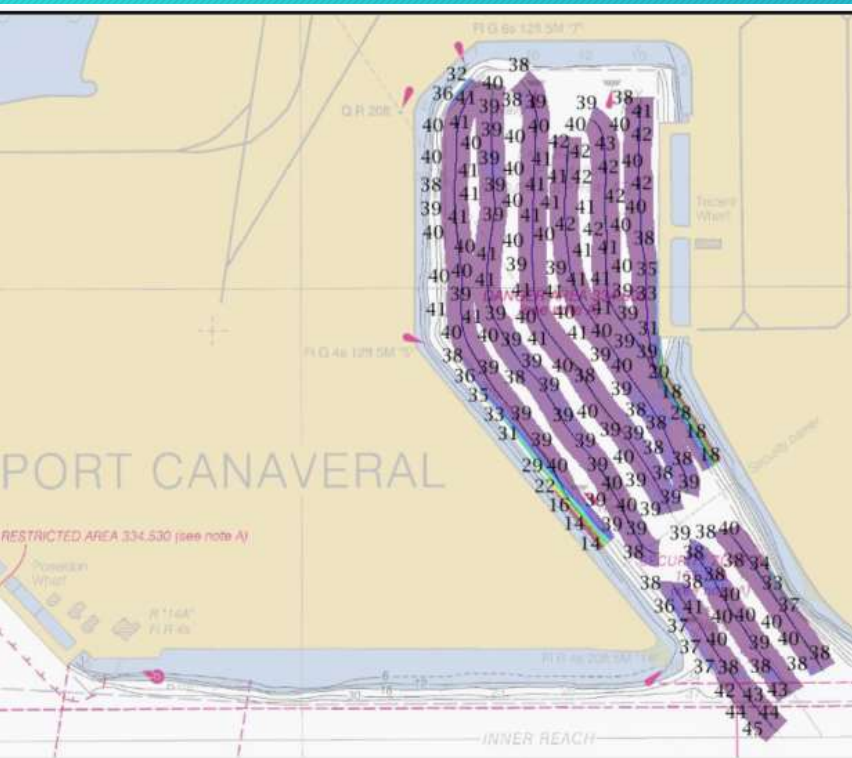 Fl G 6s 12ft 5M "7"
38
32
40
36 41 39 38 39 39 38
41
Q R 20ft
40 41 39 40 40 40 40 42
40 42 43
40 39 41 42 40
41 40 41 42 42
38 39 41 42
39 41 40 41 42
Trident
Wharf
41 39 41 41 40
40 40 42 42 40
40 41 40 41 41 38
40 40 39 39 40 35
41 41 41
39 41 41 39 33
DANGER AREA
41 41 39 40 40 41 39
40 40 39 41 41 40 31
Fl G 4s 12ft 5M "5"
38 39 39 39 39
36 39 38 40 38 40 20
35 39 39 18
33 39 39 40 38 28
31 39 39 39 39 38 18
Security barrier
PORT CANAVERAL
29 40 39 40 38 38 18
22 40 39 38 39
16 39 40 39 39
14 39 39
14 38
RESTRICTED AREA 334.530 (see note A)
39 38 40
38 38 34
Poseidon
Wharf
38 38 38 33
40
36 41 40 40 37
R "14A"
Fl R 4s
37 40 40
37 40 39 40
37 38 38 38 38
42 43 43
44 44
45
INNER REACH